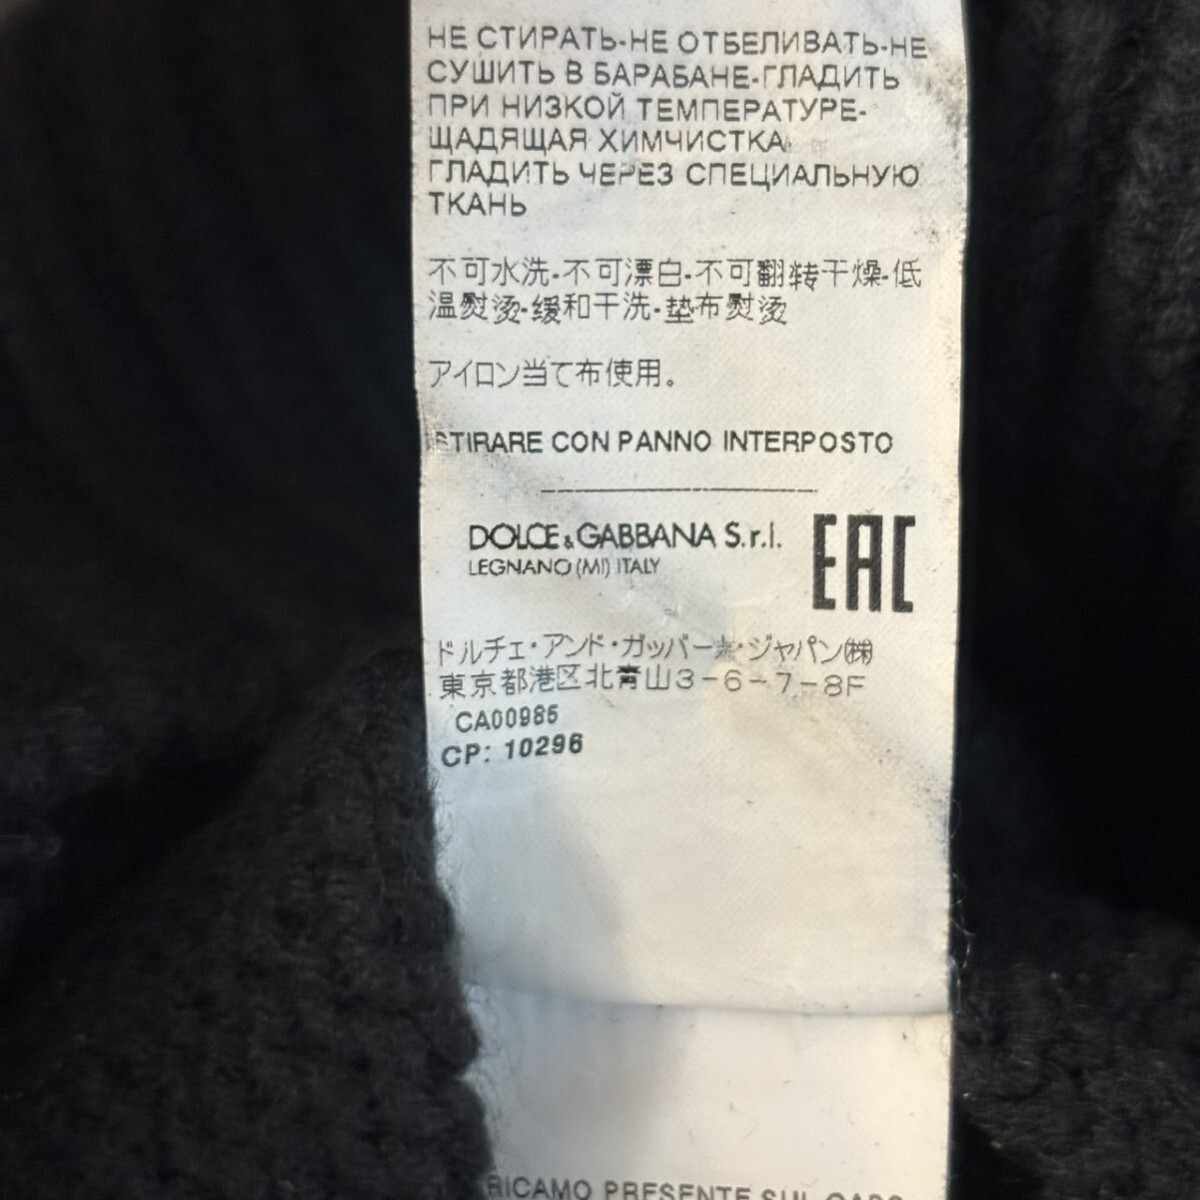 НЕ СТИРАТЬ-НЕ ОТБЕЛИВАТЬ-НЕ
СУШИТЬ В БАРАБАНЕ-ГЛАДИТЬ
ПРИ НИЗКОЙ ТЕМПЕРАТУРЕ-
ЩАДЯЩАЯ ХИМЧИСТКА
ГЛАДИТЬ ЧЕРЕЗ СПЕЦИАЛЬНУЮ
ТКАНЬ
不可水洗-不可漂白-不可翻转干燥-低
温熨烫-缓和干洗-垫布熨烫
アイロン当て布使用。
STIRARE CON PANNO INTERPOSTO
DOLCE & GABBANA S.r.l.
LEGNANO (MI) ITALY
EAC
ドルチェ・アンド・ガッバーナ・ジャパン㈱
東京都港区北青山3-6-7-8F
CA00985
CP: 10296
RICAMO PRESENTE SUL CAPO